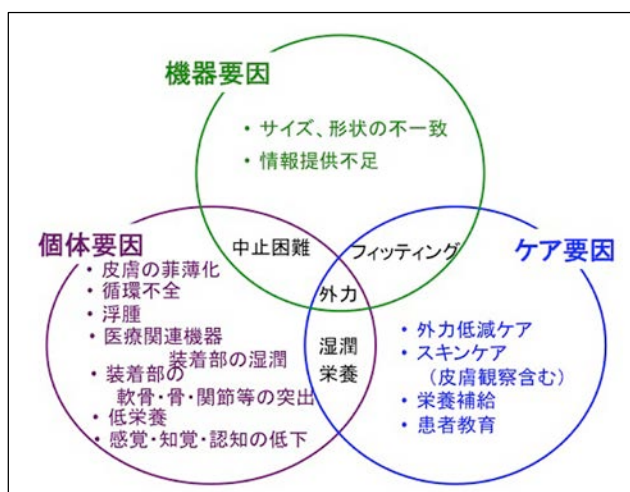 機器要因
・サイズ、形状の不一致
・情報提供不足
個体要因
中止困難
フィッティング
ケア要因
・皮膚の菲薄化
・循環不全
・浮腫
・医療関連機器
装着部の湿潤
・装着部の
軟骨・骨・関節等の突出
・低栄養
・感覚・知覚・認知の低下
外力
湿潤
栄養
・外力低減ケア
・スキンケア
（皮膚観察含む）
・栄養補給
・患者教育